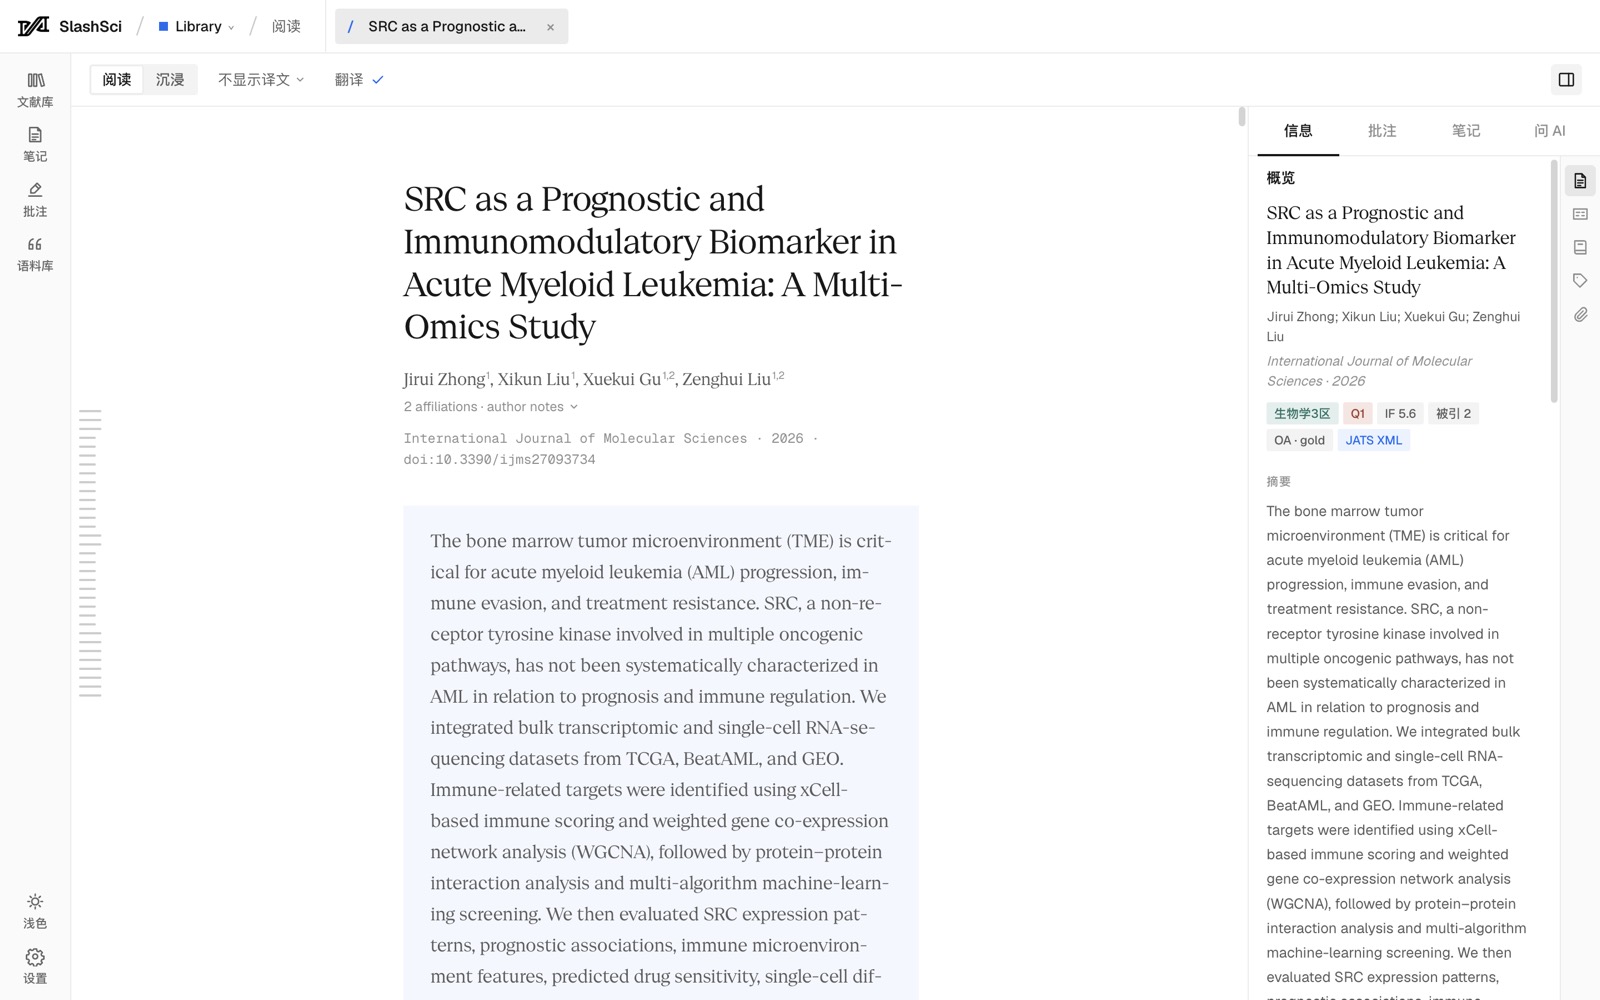 SlashSci / Library / 阅读
/ SRC as a Prognostic a... ×
文献库
笔记
批注
语料库
浅色
设置
阅读 沉浸 不显示译文 翻译
SRC as a Prognostic and
Immunomodulatory Biomarker in
Acute Myeloid Leukemia: A Multi-
Omics Study
Jirui Zhong1, Xikun Liu1, Xuekui Gu1,2, Zenghui Liu1,2
2 affiliations · author notes
International Journal of Molecular Sciences · 2026 ·
doi:10.3390/ijms27093734
The bone marrow tumor microenvironment (TME) is crit-
ical for acute myeloid leukemia (AML) progression, im-
mune evasion, and treatment resistance. SRC, a non-re-
ceptor tyrosine kinase involved in multiple oncogenic
pathways, has not been systematically characterized in
AML in relation to prognosis and immune regulation. We
integrated bulk transcriptomic and single-cell RNA-se-
quencing datasets from TCGA, BeatAML, and GEO.
Immune-related targets were identified using xCell-
based immune scoring and weighted gene co-expression
network analysis (WGCNA), followed by protein–protein
interaction analysis and multi-algorithm machine-learn-
ing screening. We then evaluated SRC expression pat-
terns, prognostic associations, immune microenviron-
ment features, predicted drug sensitivity, single-cell dif-
信息 批注 笔记 问 AI
概览
SRC as a Prognostic and
Immunomodulatory Biomarker
in Acute Myeloid Leukemia: A
Multi-Omics Study
Jirui Zhong; Xikun Liu; Xuekui Gu; Zenghui
Liu
International Journal of Molecular
Sciences · 2026
生物学3区 Q1 IF 5.6 被引 2
OA · gold JATS XML
摘要
The bone marrow tumor
microenvironment (TME) is critical for
acute myeloid leukemia (AML)
progression, immune evasion, and
treatment resistance. SRC, a non-
receptor tyrosine kinase involved in
multiple oncogenic pathways, has not
been systematically characterized in
AML in relation to prognosis and
immune regulation. We integrated bulk
transcriptomic and single-cell RNA-
sequencing datasets from TCGA,
BeatAML, and GEO. Immune-related
targets were identified using xCell-
based immune scoring and weighted
gene co-expression network analysis
(WGCNA), followed by protein–protein
interaction analysis and multi-algorithm
machine-learning screening. We then
evaluated SRC expression patterns,
prognostic associations, immune